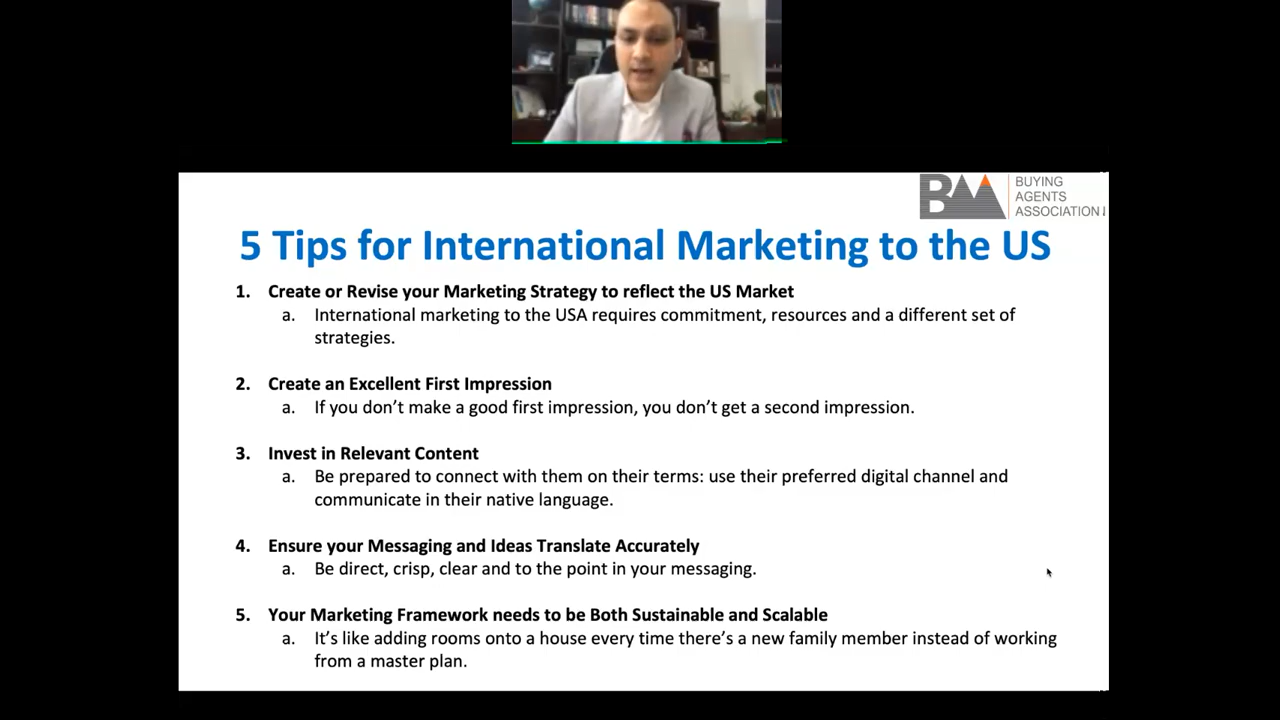 BAA
BUYING
AGENTS
ASSOCIATION
5 Tips for International Marketing to the US
1. Create or Revise your Marketing Strategy to reflect the US Market
a. International marketing to the USA requires commitment, resources and a different set of
strategies.
2. Create an Excellent First Impression
a. If you don’t make a good first impression, you don’t get a second impression.
3. Invest in Relevant Content
a. Be prepared to connect with them on their terms: use their preferred digital channel and
communicate in their native language.
4. Ensure your Messaging and Ideas Translate Accurately
a. Be direct, crisp, clear and to the point in your messaging.
5. Your Marketing Framework needs to be Both Sustainable and Scalable
a. It’s like adding rooms onto a house every time there’s a new family member instead of working
from a master plan.